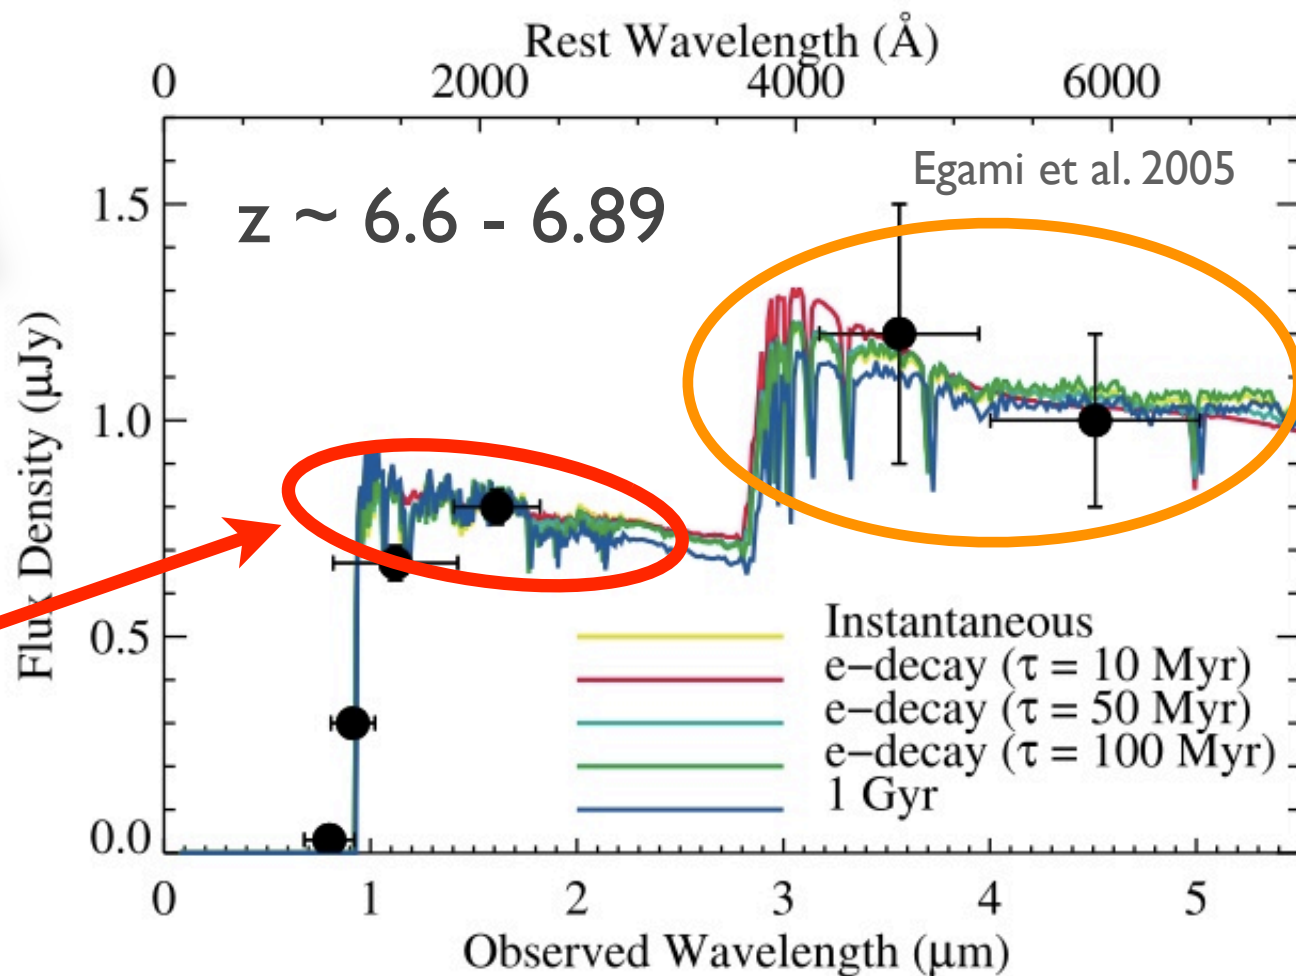 Rest Wavelength (Å)
0 2000 4000 6000
Egami et al. 2005
z ~ 6.6 - 6.89
1.5
1.0
0.5
0.0
Flux Density (μJy)
Instantaneous
e−decay (τ = 10 Myr)
e−decay (τ = 50 Myr)
e−decay (τ = 100 Myr)
1 Gyr
0 1 2 3 4 5
Observed Wavelength (μm)